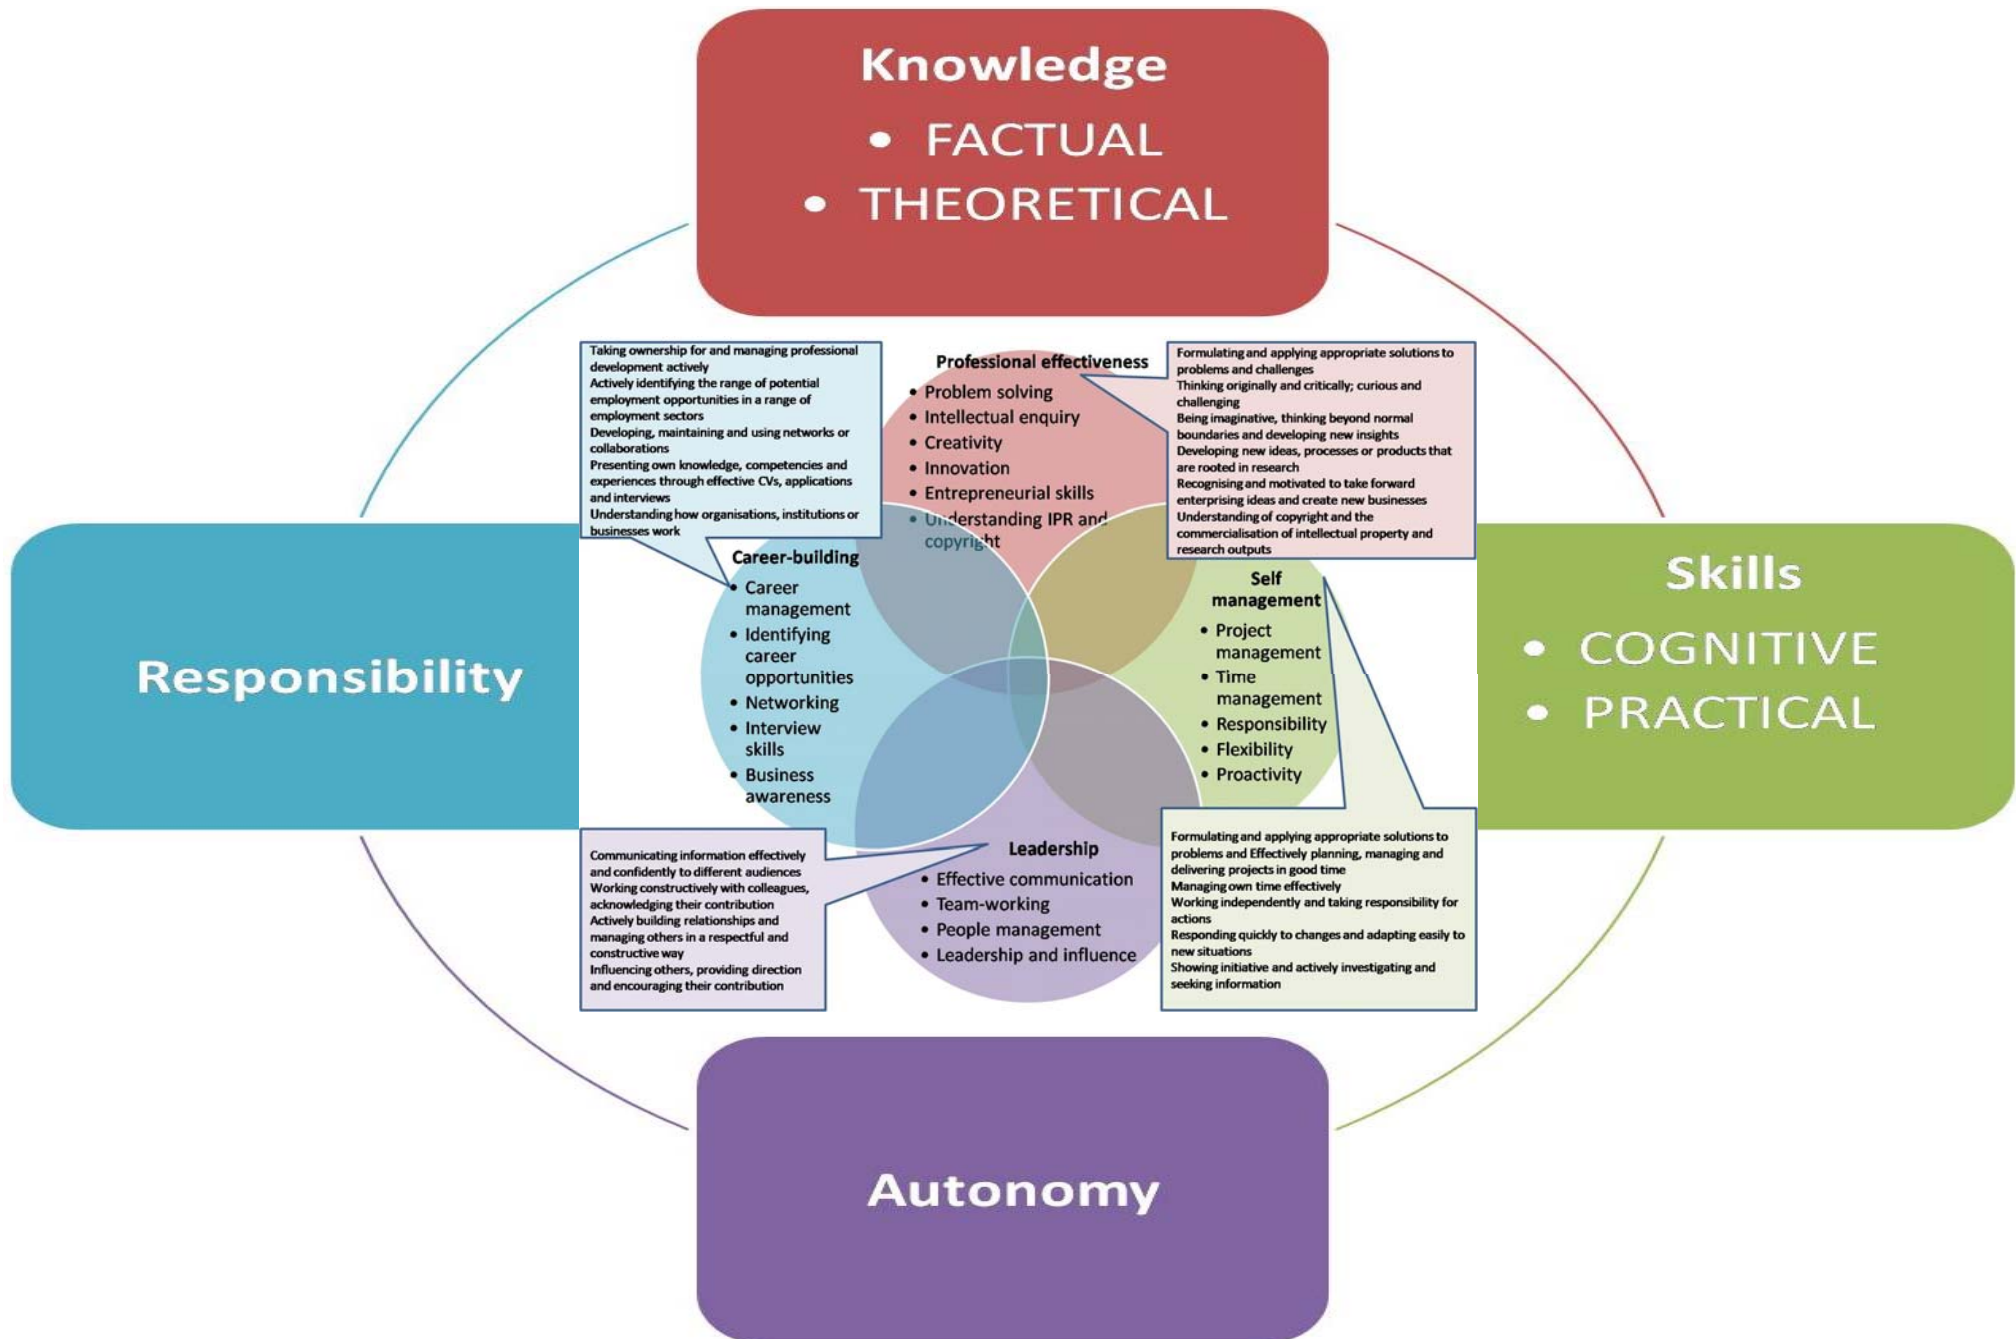 Knowledge
• FACTUAL
• THEORETICAL
Taking ownership for and managing professional
development actively
Actively identifying the range of potential
employment opportunities in a range of
employment sectors
Developing, maintaining and using networks or
collaborations
Presenting own knowledge, competencies and
experiences through effective CVs, applications
and interviews
Understanding how organisations, institutions or
businesses work
Professional effectiveness
• Problem solving
• Intellectual enquiry
• Creativity
• Innovation
• Entrepreneurial skills
• Understanding IPR and
copyright
Formulating and applying appropriate solutions to
problems and challenges
Thinking originally and critically; curious and
challenging
Being imaginative, thinking beyond normal
boundaries and developing new insights
Developing new ideas, processes or products that
are rooted in research
Recognising and motivated to take forward
enterprising ideas and create new businesses
Understanding of copyright and the
commercialisation of intellectual property and
research outputs
Responsibility
Career-building
• Career
management
• Identifying
career
opportunities
• Networking
• Interview
skills
• Business
awareness
Self
management
• Project
management
• Time
management
• Responsibility
• Flexibility
• Proactivity
Skills
• COGNITIVE
• PRACTICAL
Communicating information effectively
and confidently to different audiences
Working constructively with colleagues,
acknowledging their contribution
Actively building relationships and
managing others in a respectful and
constructive way
Influencing others, providing direction
and encouraging their contribution
Leadership
• Effective communication
• Team-working
• People management
• Leadership and influence
Formulating and applying appropriate solutions to
problems and Effectively planning, managing and
delivering projects in good time
Managing own time effectively
Working independently and taking responsibility for
actions
Responding quickly to changes and adapting easily to
new situations
Showing initiative and actively investigating and
seeking information
Autonomy